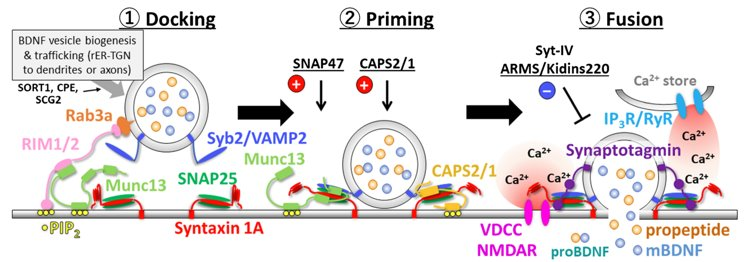 ① Docking
BDNF vesicle biogenesis
& trafficking (rER-TGN
to dendrites or axons)
SORT1, CPE,
SCG2
Rab3a
RIM1/2
Syb2/VAMP2
Munc13
SNAP25
PIP2
Syntaxin 1A
② Priming
SNAP47
CAPS2/1
+
+
Munc13
CAPS2/1
③ Fusion
Syt-IV
ARMS/Kidins220
−
Ca2+ store
IP3R/RyR
Ca2+
Ca2+
Ca2+
Ca2+
Synaptotagmin
Ca2+
Ca2+
Ca2+
Ca2+
VDCC
NMDAR
proBDNF
propeptide
mBDNF